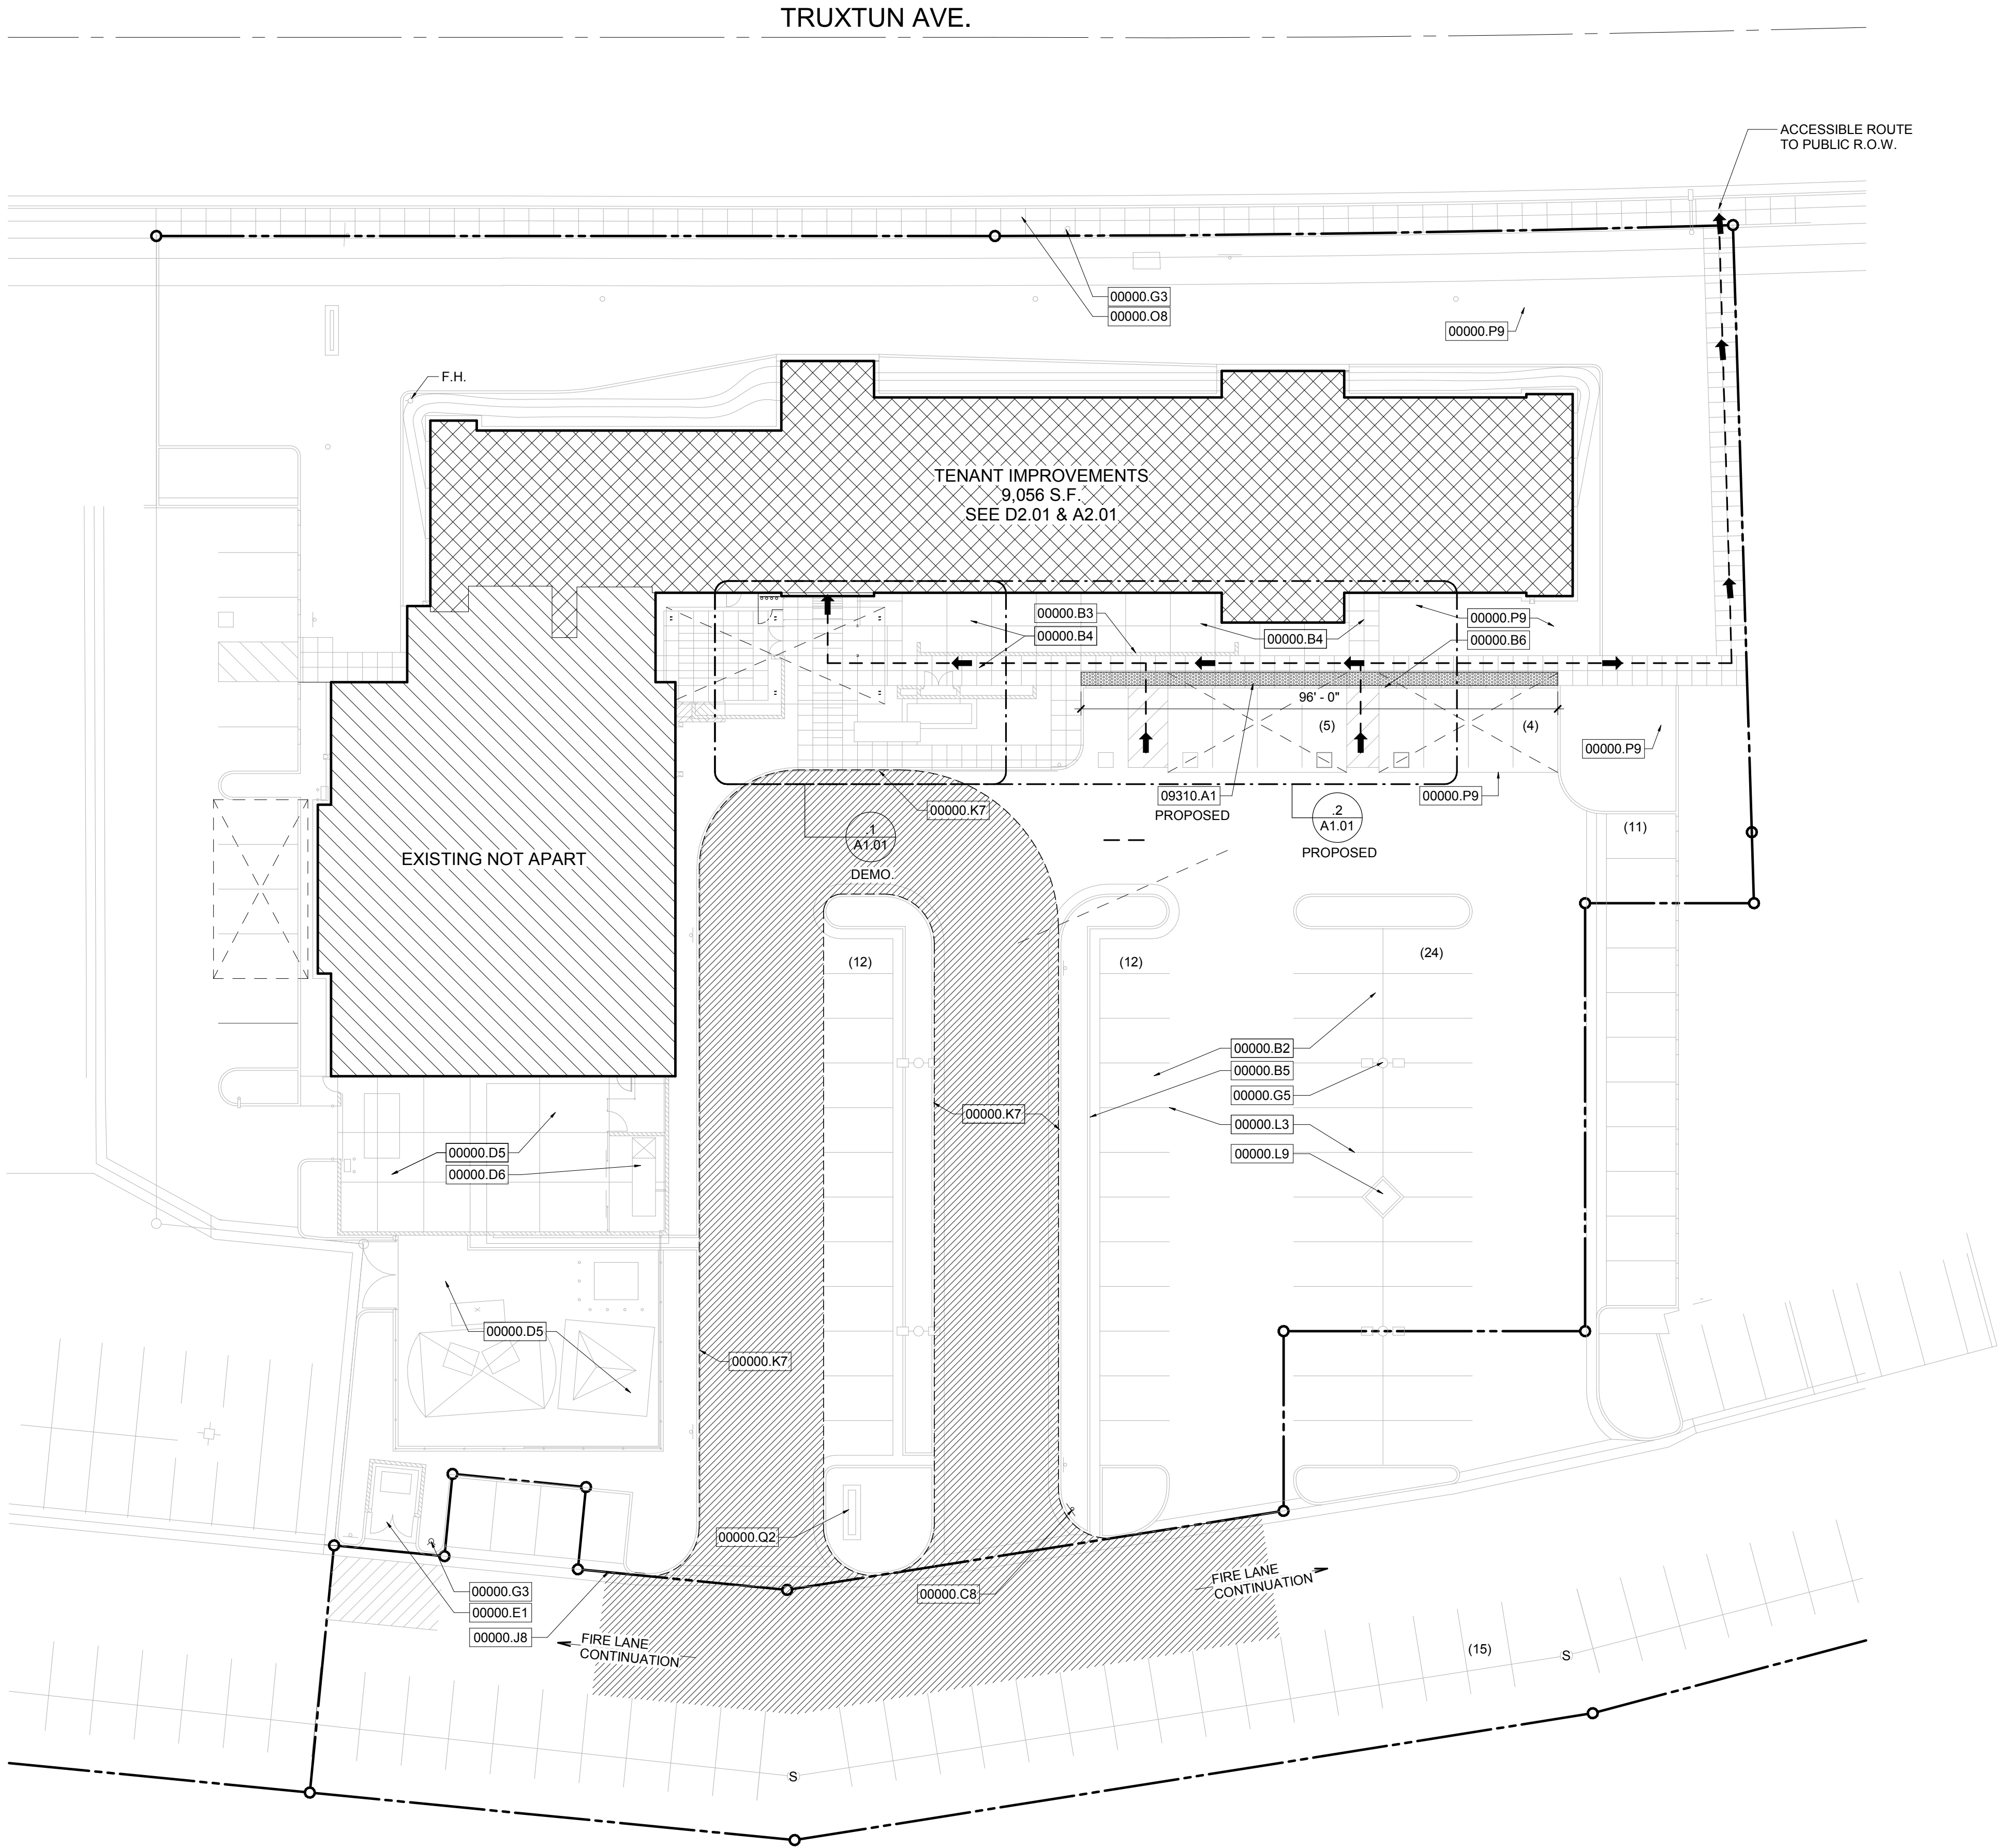 TRUXTUN AVE.
ACCESSIBLE ROUTE
TO PUBLIC R.O.W.
00000.G3
00000.O8
00000.P9
F.H.
TENANT IMPROVEMENTS
9,056 S.F.
SEE D2.01 & A2.01
00000.B3
00000.B4
00000.B4
00000.P9
00000.B6
96' - 0"
(5)
(4)
00000.P9
09310.A1
PROPOSED
00000.P9
.2
A1.01
PROPOSED
00000.K7
.1
A1.01
DEMO.
(11)
EXISTING NOT APART
(12)
(12)
(24)
00000.B2
00000.B5
00000.G5
00000.L3
00000.L9
00000.K7
00000.D5
00000.D6
00000.D5
00000.K7
00000.Q2
00000.C8
00000.G3
00000.E1
00000.J8
FIRE LANE
CONTINUATION
FIRE LANE
CONTINUATION
(15)
S
S